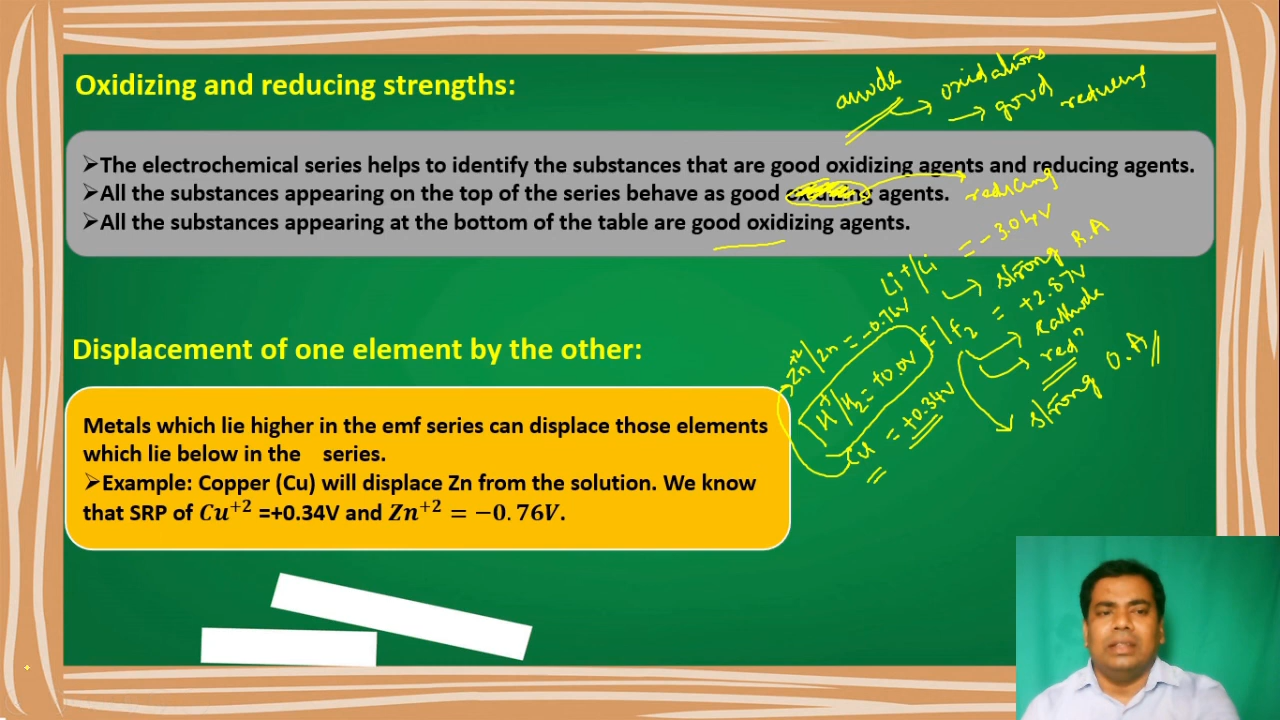 Oxidizing and reducing strengths:
anode → oxidations
→ good reducing
➢The electrochemical series helps to identify the substances that are good oxidizing agents and reducing agents.
➢All the substances appearing on the top of the series behave as good oxidizing agents.
reducing
➢All the substances appearing at the bottom of the table are good oxidizing agents.
Li⁺/Li = -3.04V
→ strong R.A
Displacement of one element by the other:
Zn⁺²/Zn = -0.76V
H⁺/H₂ = +0.0V
/F₂ = +2.87V
→ cathode
→ redⁿ
→ strong O.A
Cu = +0.34V
Metals which lie higher in the emf series can displace those elements
which lie below in the series.
➢Example: Copper (Cu) will displace Zn from the solution. We know
that SRP of Cu⁺² =+0.34V and Zn⁺² = −0.76V.